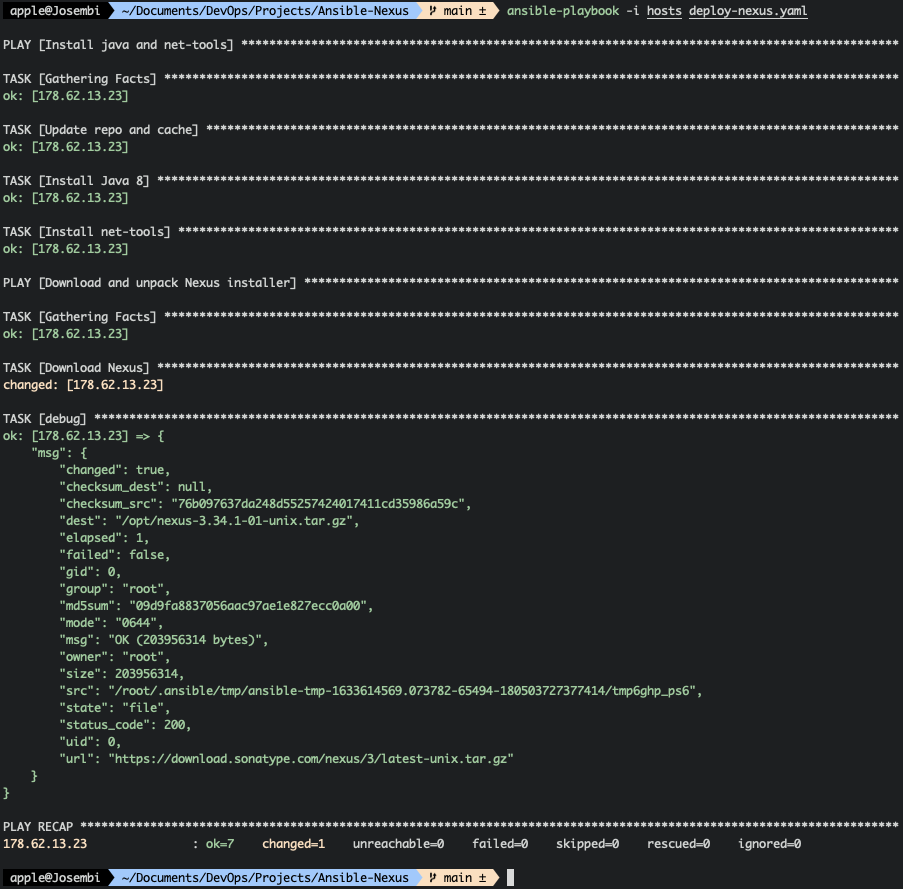 apple@Josembi ~/Documents/DevOps/Projects/Ansible-Nexus main ± ansible-playbook -i hosts deploy-nexus.yaml
PLAY [Install java and net-tools] **********************************************************************************************
TASK [Gathering Facts] *********************************************************************************************************
ok: [178.62.13.23]
TASK [Update repo and cache] ***************************************************************************************************
ok: [178.62.13.23]
TASK [Install Java 8] **********************************************************************************************************
ok: [178.62.13.23]
TASK [Install net-tools] *******************************************************************************************************
ok: [178.62.13.23]
PLAY [Download and unpack Nexus installer] *************************************************************************************
TASK [Gathering Facts] *********************************************************************************************************
ok: [178.62.13.23]
TASK [Download Nexus] **********************************************************************************************************
changed: [178.62.13.23]
TASK [debug] *******************************************************************************************************************
ok: [178.62.13.23] => {
    "msg": {
        "changed": true,
        "checksum_dest": null,
        "checksum_src": "76b097637da248d55257424017411cd35986a59c",
        "dest": "/opt/nexus-3.34.1-01-unix.tar.gz",
        "elapsed": 1,
        "failed": false,
        "gid": 0,
        "group": "root",
        "md5sum": "09d9fa8837056aac97ae1e827ecc0a00",
        "mode": "0644",
        "msg": "OK (203956314 bytes)",
        "owner": "root",
        "size": 203956314,
        "src": "/root/.ansible/tmp/ansible-tmp-1633614569.073782-65494-180503727377414/tmp6ghp_ps6",
        "state": "file",
        "status_code": 200,
        "uid": 0,
        "url": "https://download.sonatype.com/nexus/3/latest-unix.tar.gz"
    }
}
PLAY RECAP *********************************************************************************************************************
178.62.13.23               : ok=7    changed=1    unreachable=0    failed=0    skipped=0    rescued=0    ignored=0
apple@Josembi ~/Documents/DevOps/Projects/Ansible-Nexus main ±